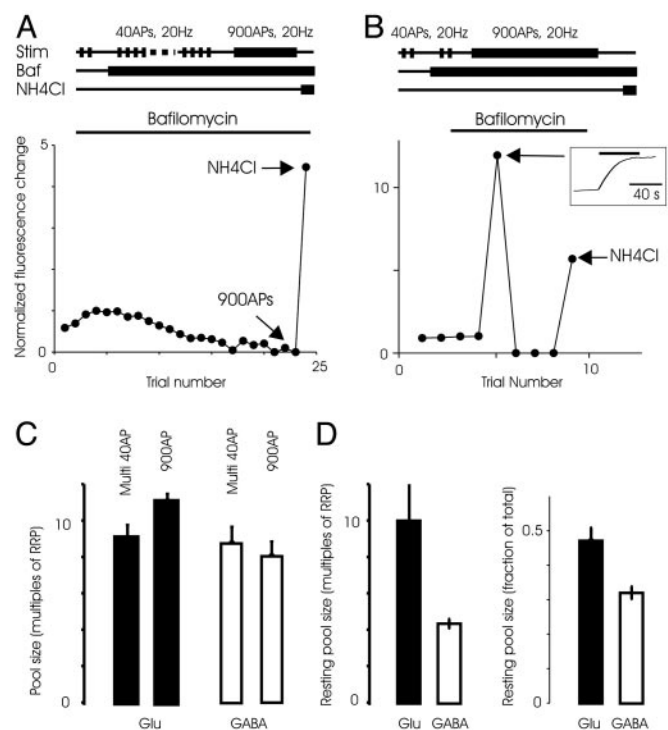 A
40APs, 20Hz 900APs, 20Hz
Stim
Baf
NH4Cl
Bafilomycin
Normalized fluorescence change
5
0
NH4Cl
900APs
0 25
Trial number
B
40APs, 20Hz 900APs, 20Hz
Bafilomycin
10
0
40 s
NH4Cl
0 10
Trial Number
C
Multi 40AP
900AP
Multi 40AP
900AP
Pool size (multiples of RRP)
10
0
Glu GABA
D
Resting pool size (multiples of RRP)
10
0
Glu GABA
Resting pool size (fraction of total)
0.5
0
Glu GABA